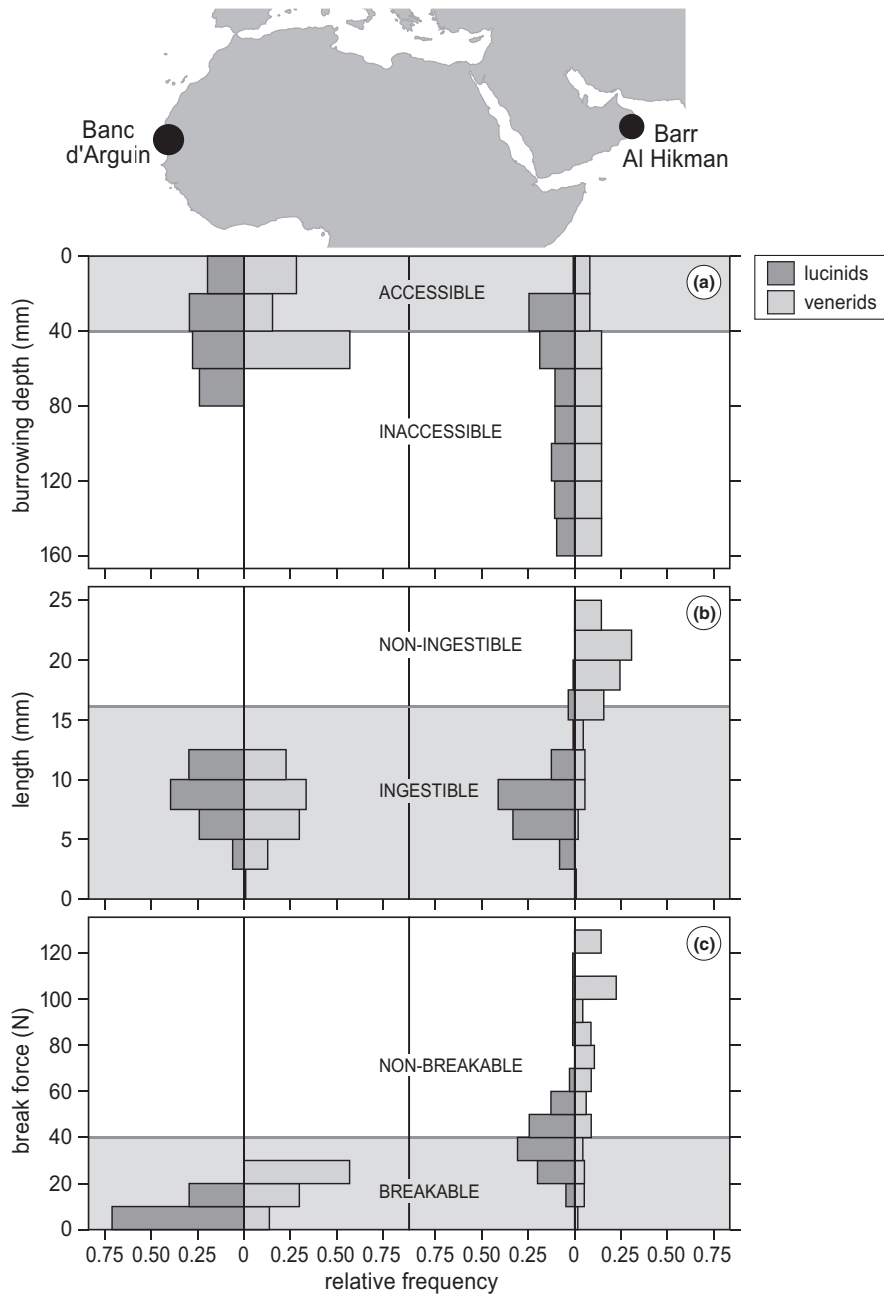 Banc
d'Arguin
Barr
Al Hikman
lucinids
venerids
(a)
ACCESSIBLE
INACCESSIBLE
burrowing depth (mm)
0
40
80
120
160
(b)
NON-INGESTIBLE
INGESTIBLE
length (mm)
25
20
15
10
5
0
(c)
NON-BREAKABLE
BREAKABLE
break force (N)
120
100
80
60
40
20
0
0.75 0.50 0.25 0 0.25 0.50 0.75 0.50 0.25 0 0.25 0.50 0.75
relative frequency